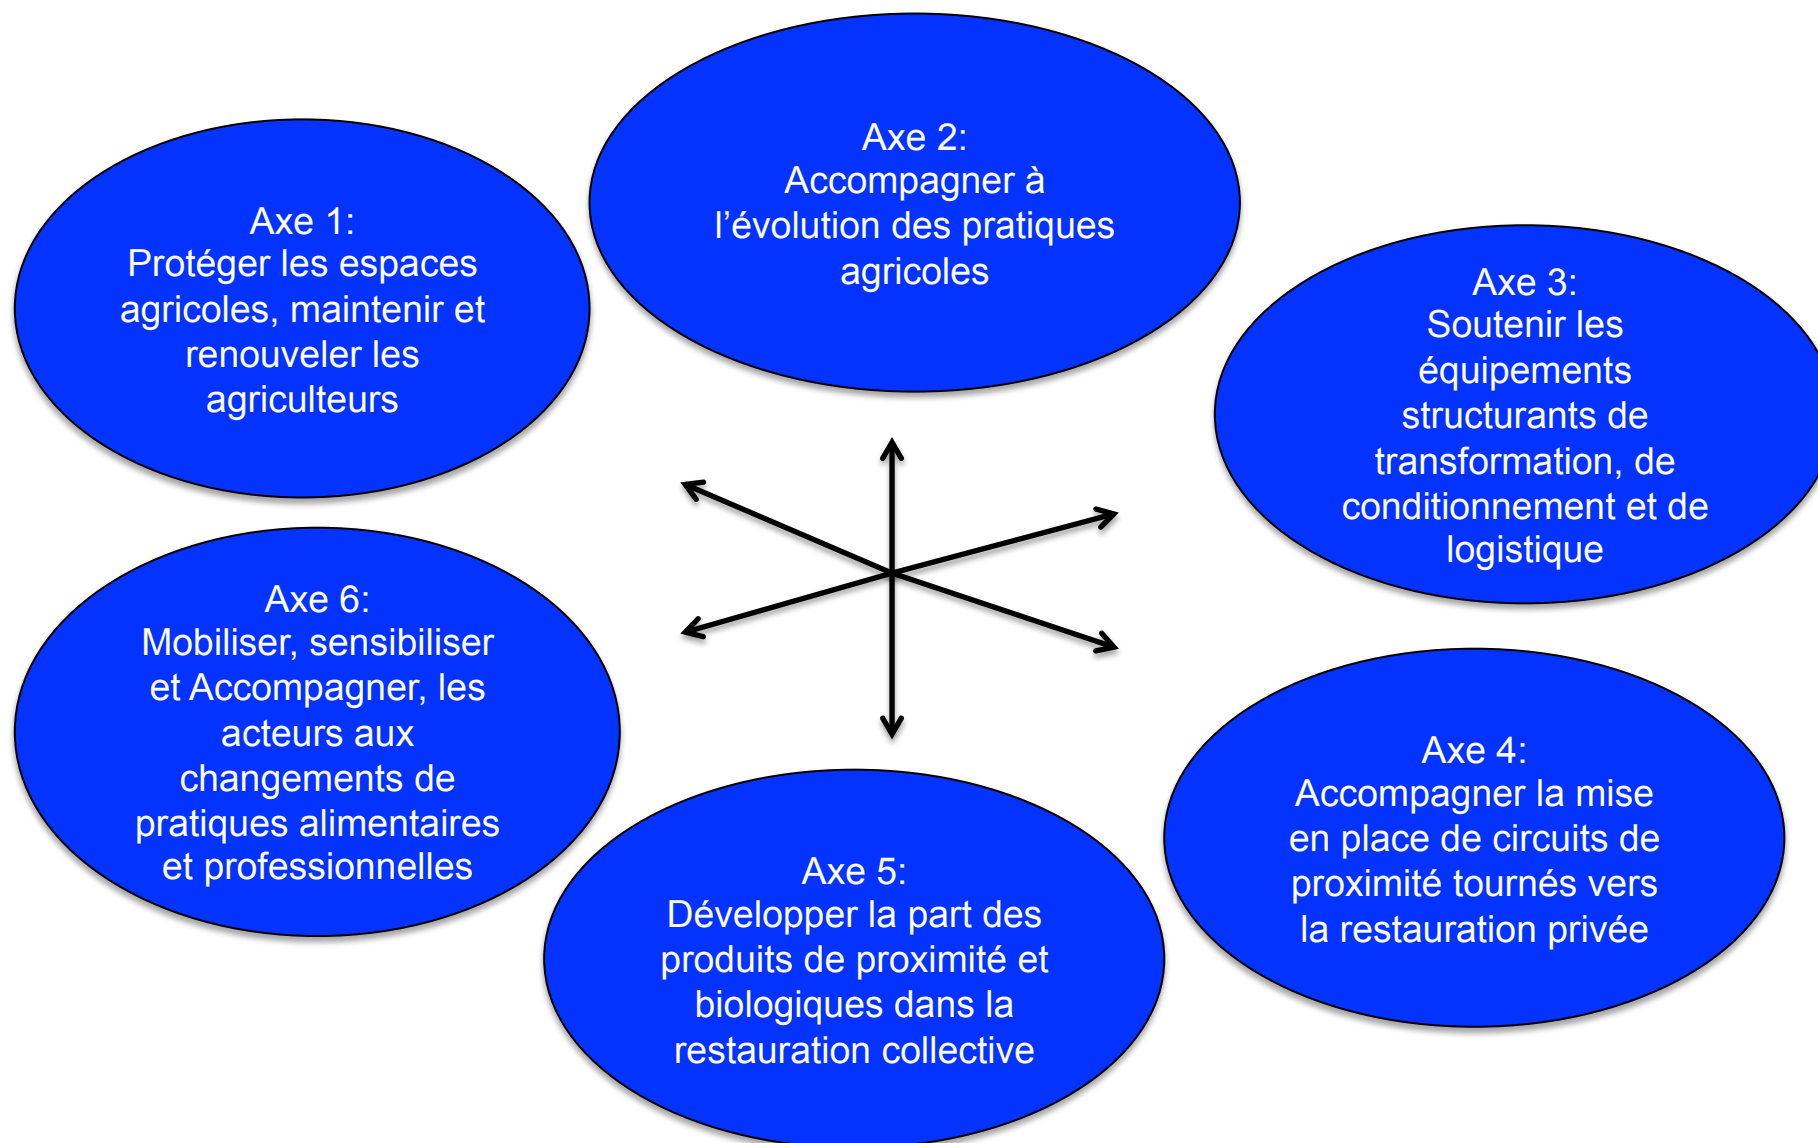 Axe 1:
Protéger les espaces
agricoles, maintenir et
renouveler les
agriculteurs
Axe 2:
Accompagner à
l’évolution des pratiques
agricoles
Axe 3:
Soutenir les
équipements
structurants de
transformation, de
conditionnement et de
logistique
Axe 4:
Accompagner la mise
en place de circuits de
proximité tournés vers
la restauration privée
Axe 5:
Développer la part des
produits de proximité et
biologiques dans la
restauration collective
Axe 6:
Mobiliser, sensibiliser
et Accompagner, les
acteurs aux
changements de
pratiques alimentaires
et professionnelles